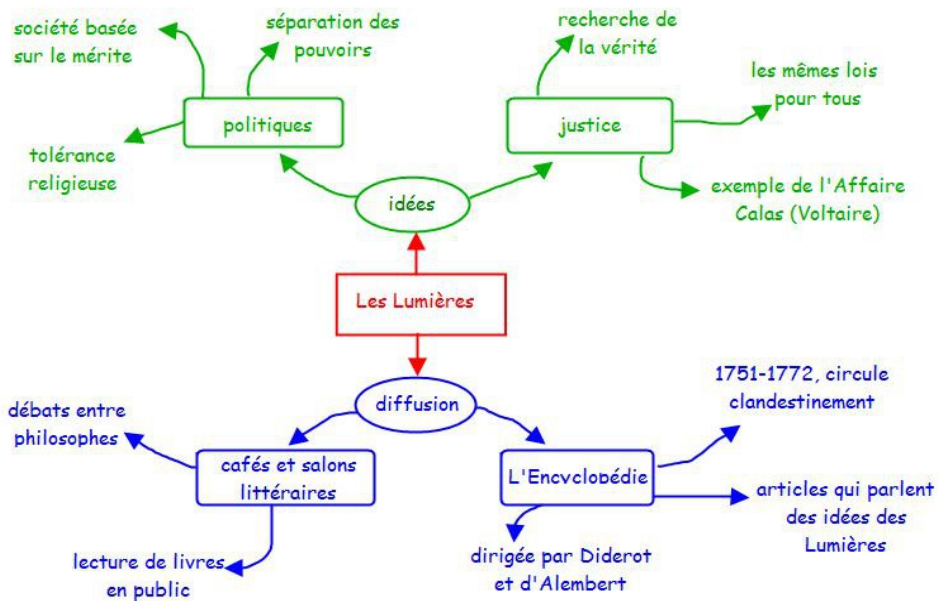 société basée
sur le mérite
séparation des
pouvoirs
recherche de
la vérité
les mêmes lois
pour tous
politiques
justice
tolérance
religieuse
idées
exemple de l'Affaire
Calas (Voltaire)
Les Lumières
diffusion
1751-1772, circule
clandestinement
débats entre
philosophes
cafés et salons
littéraires
L'Encyclopédie
articles qui parlent
des idées des
Lumières
lecture de livres
en public
dirigée par Diderot
et d'Alembert